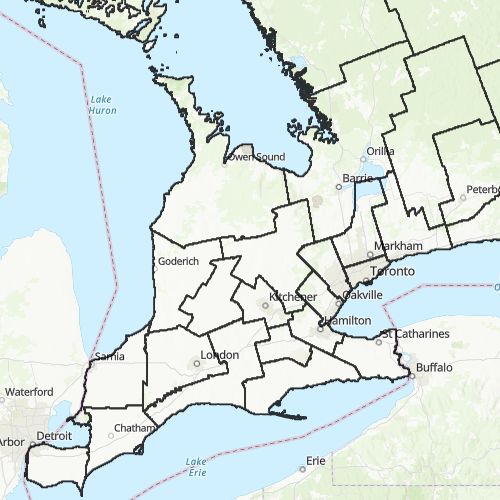 Lake
Huron
Owen Sound
Orillia
Barrie
Markham
Goderich
Toronto
Kitchener
Oakville
Hamilton
St Catharines
Sarnia
London
Buffalo
Waterford
Chatham
Detroit
Arbor
Lake
Erie
Erie